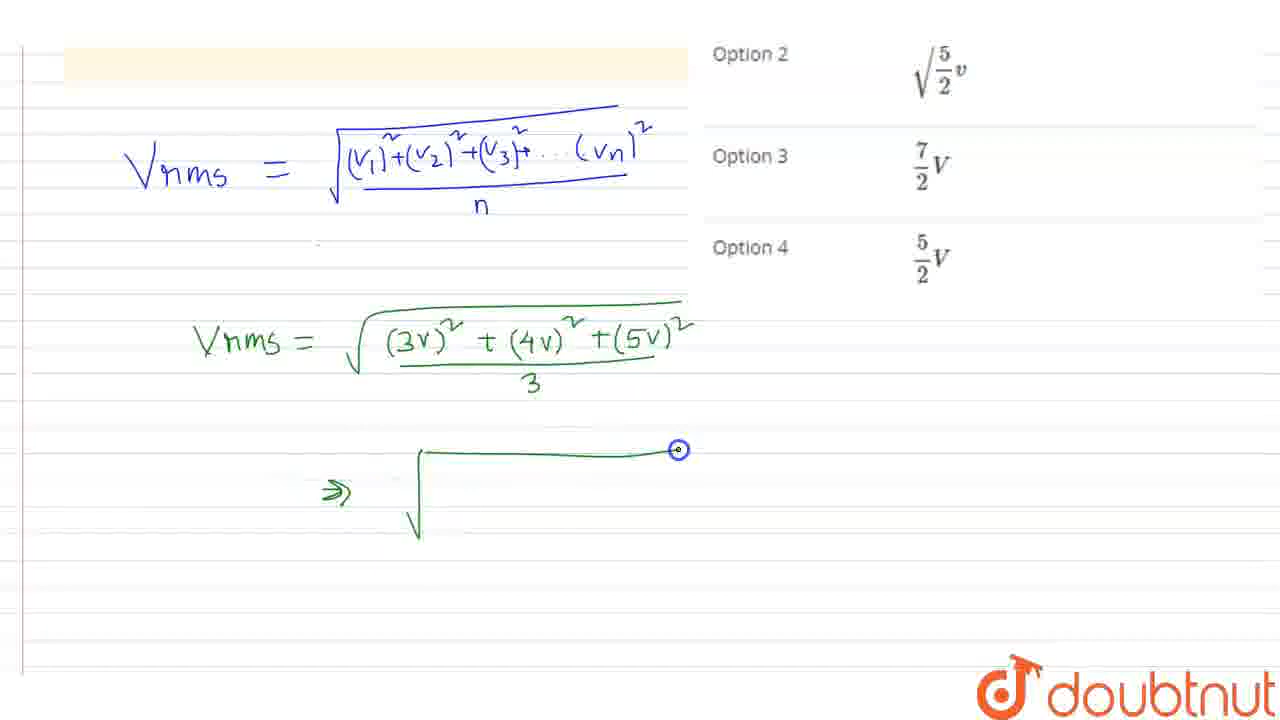 Option 2 √5/2 v
Vrms = √(V1)²+(V2)²+(V3)²+...(Vn)²/n
Option 3 7/2 V
Option 4 5/2 V
Vrms = √(3v)² + (4v)² + (5v)²/3
⇒ √
doubtnut